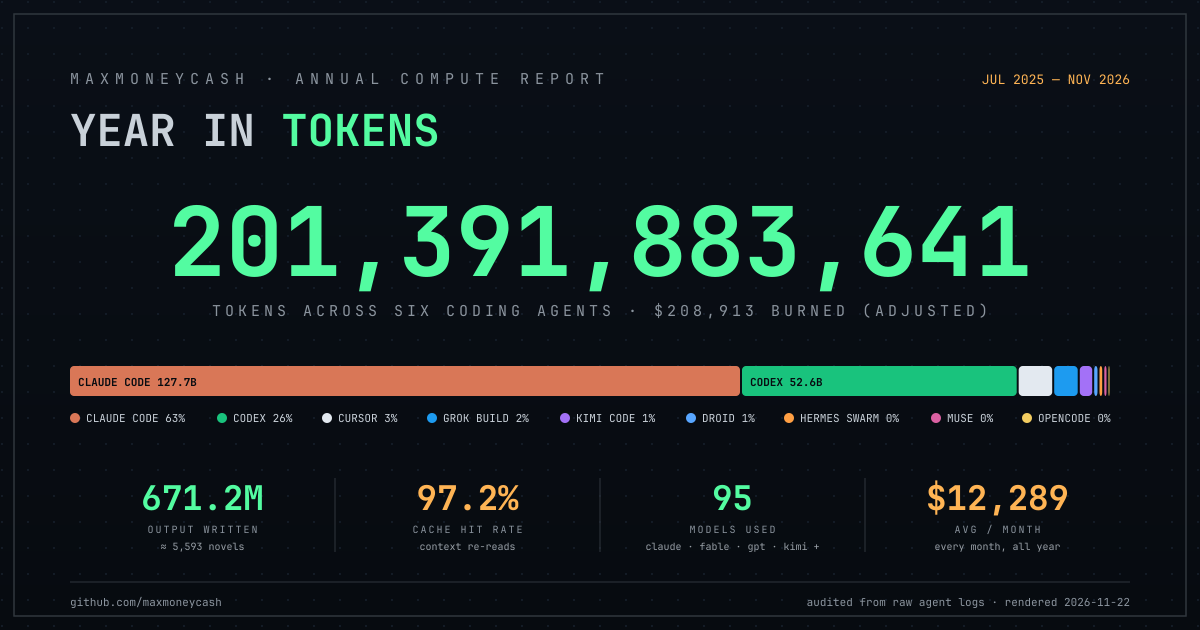 MAXMONEYCASH · ANNUAL COMPUTE REPORT
JUL 2025 — NOV 2026
YEAR IN TOKENS
201,391,883,641
TOKENS ACROSS SIX CODING AGENTS · $208,913 BURNED (ADJUSTED)
CLAUDE CODE 127.7B
CODEX 52.6B
CLAUDE CODE 63%
CODEX 26%
CURSOR 3%
GROK BUILD 2%
KIMI CODE 1%
DROID 1%
HERMES SWARM 0%
MUSE 0%
OPENCODE 0%
671.2M
OUTPUT WRITTEN
≈ 5,593 novels
97.2%
CACHE HIT RATE
context re-reads
95
MODELS USED
claude · fable · gpt · kimi +
$12,289
AVG / MONTH
every month, all year
github.com/maxmoneycash
audited from raw agent logs · rendered 2026-11-22